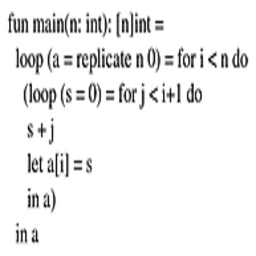 fun main(n: int): [n]int =
loop (a = replicate n 0) = for i < n do
(loop (s = 0) = for j < i+1 do
s + j
let a[i] = s
in a)
in a